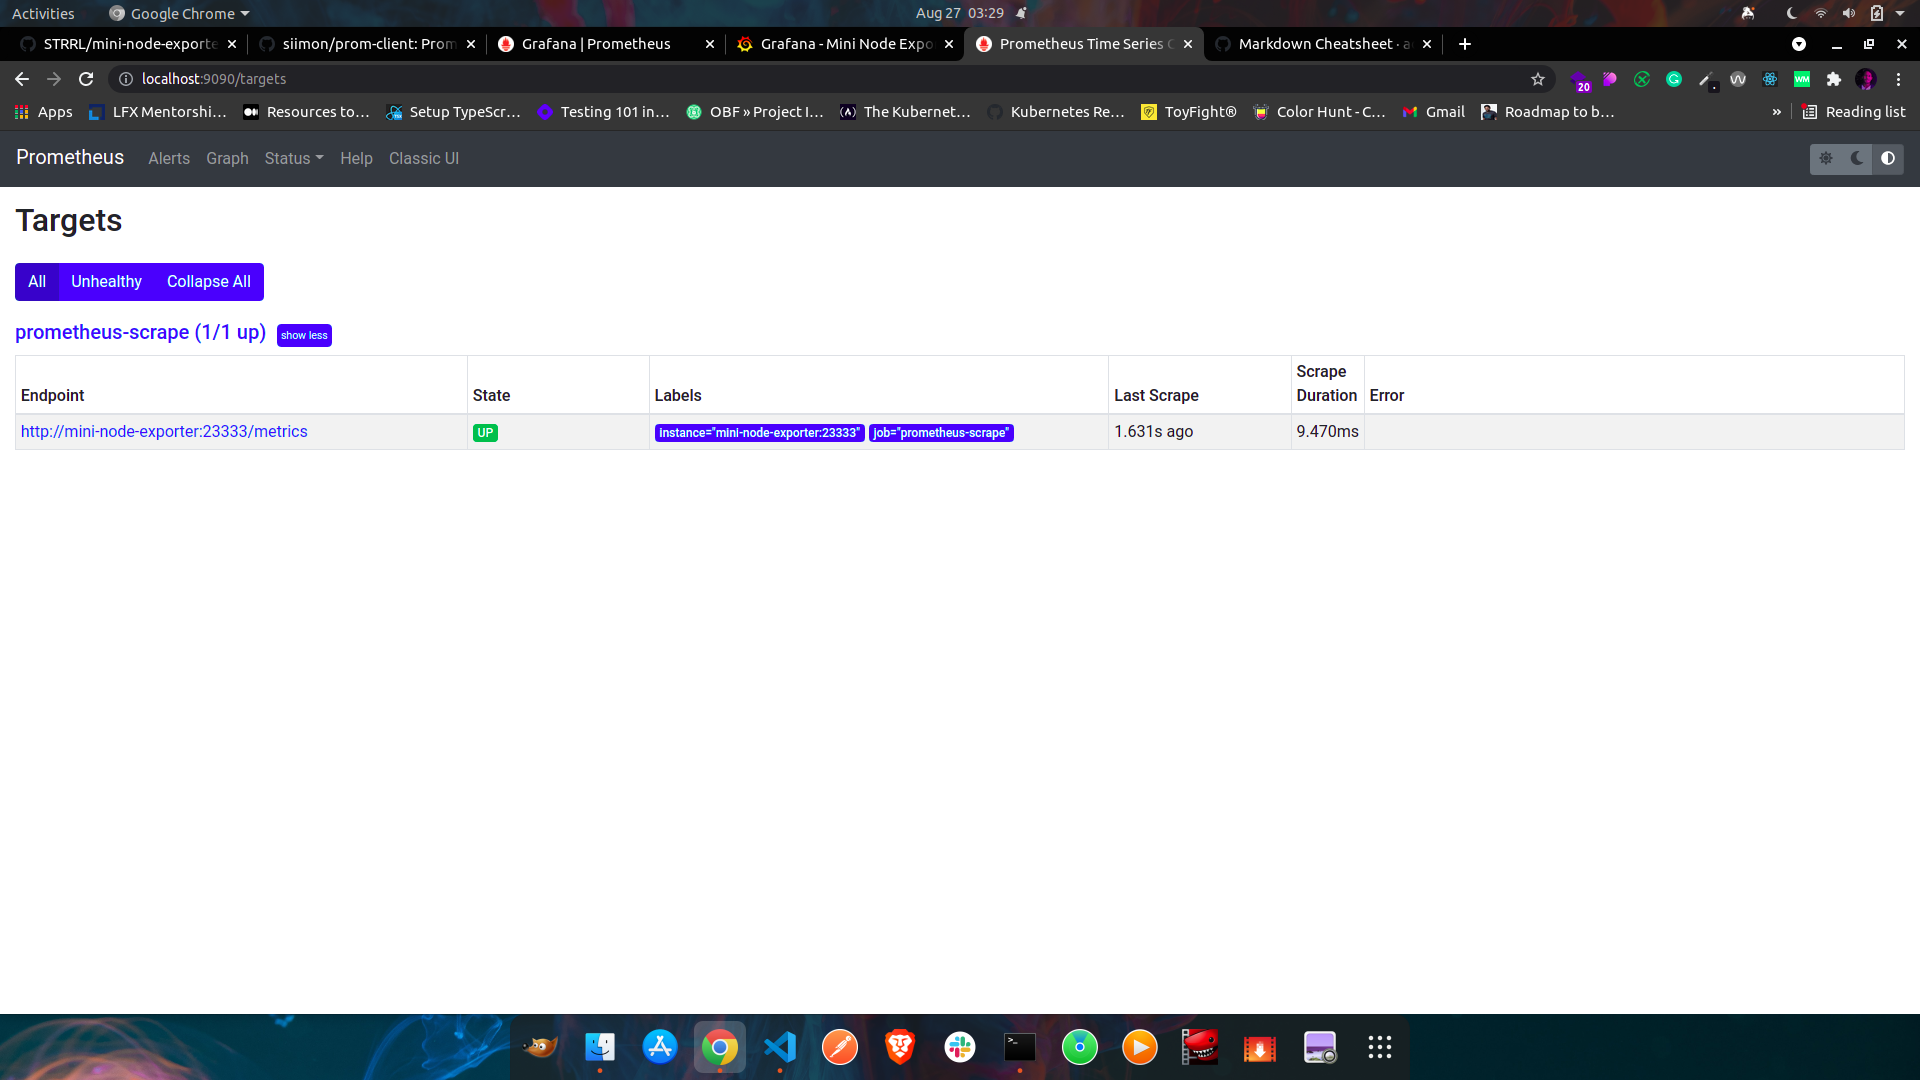 Activities
Google Chrome
Aug 27 03:29
STRRL/mini-node-exporte
siimon/prom-client: Prom
Grafana | Prometheus
Grafana - Mini Node Expo
Prometheus Time Series C
Markdown Cheatsheet · a
localhost:9090/targets
20
WM
Apps
LFX Mentorshi…
Resources to…
Setup TypeScr…
Testing 101 in…
OBF » Project I…
The Kubernet…
Kubernetes Re…
ToyFight®
Color Hunt - C…
Gmail
Roadmap to b…
»
Reading list
Prometheus
Alerts
Graph
Status
Help
Classic UI
Targets
All
Unhealthy
Collapse All
prometheus-scrape (1/1 up)
show less
Endpoint
State
Labels
Last Scrape
Scrape
Duration
Error
http://mini-node-exporter:23333/metrics
UP
instance="mini-node-exporter:23333"
job="prometheus-scrape"
1.631s ago
9.470ms